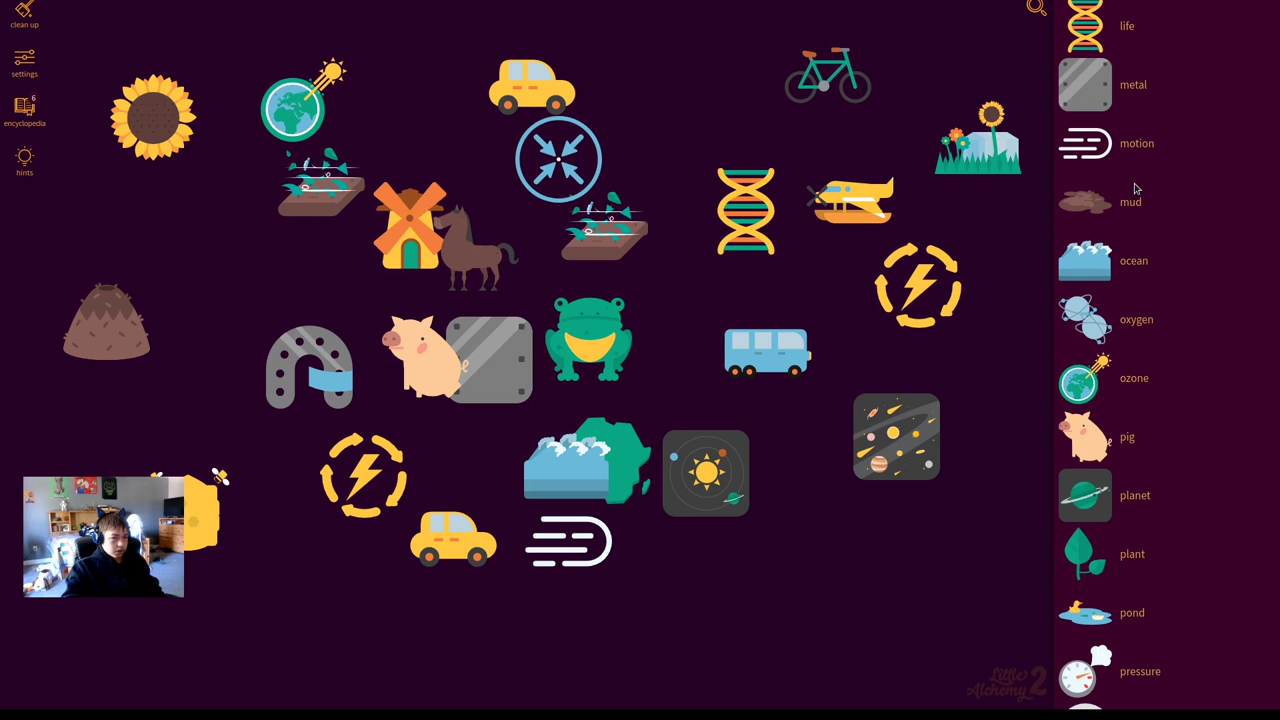 clean up
settings
6
encyclopedia
hints
life
metal
motion
mud
ocean
oxygen
ozone
pig
planet
plant
pond
pressure
Little
Alchemy 2